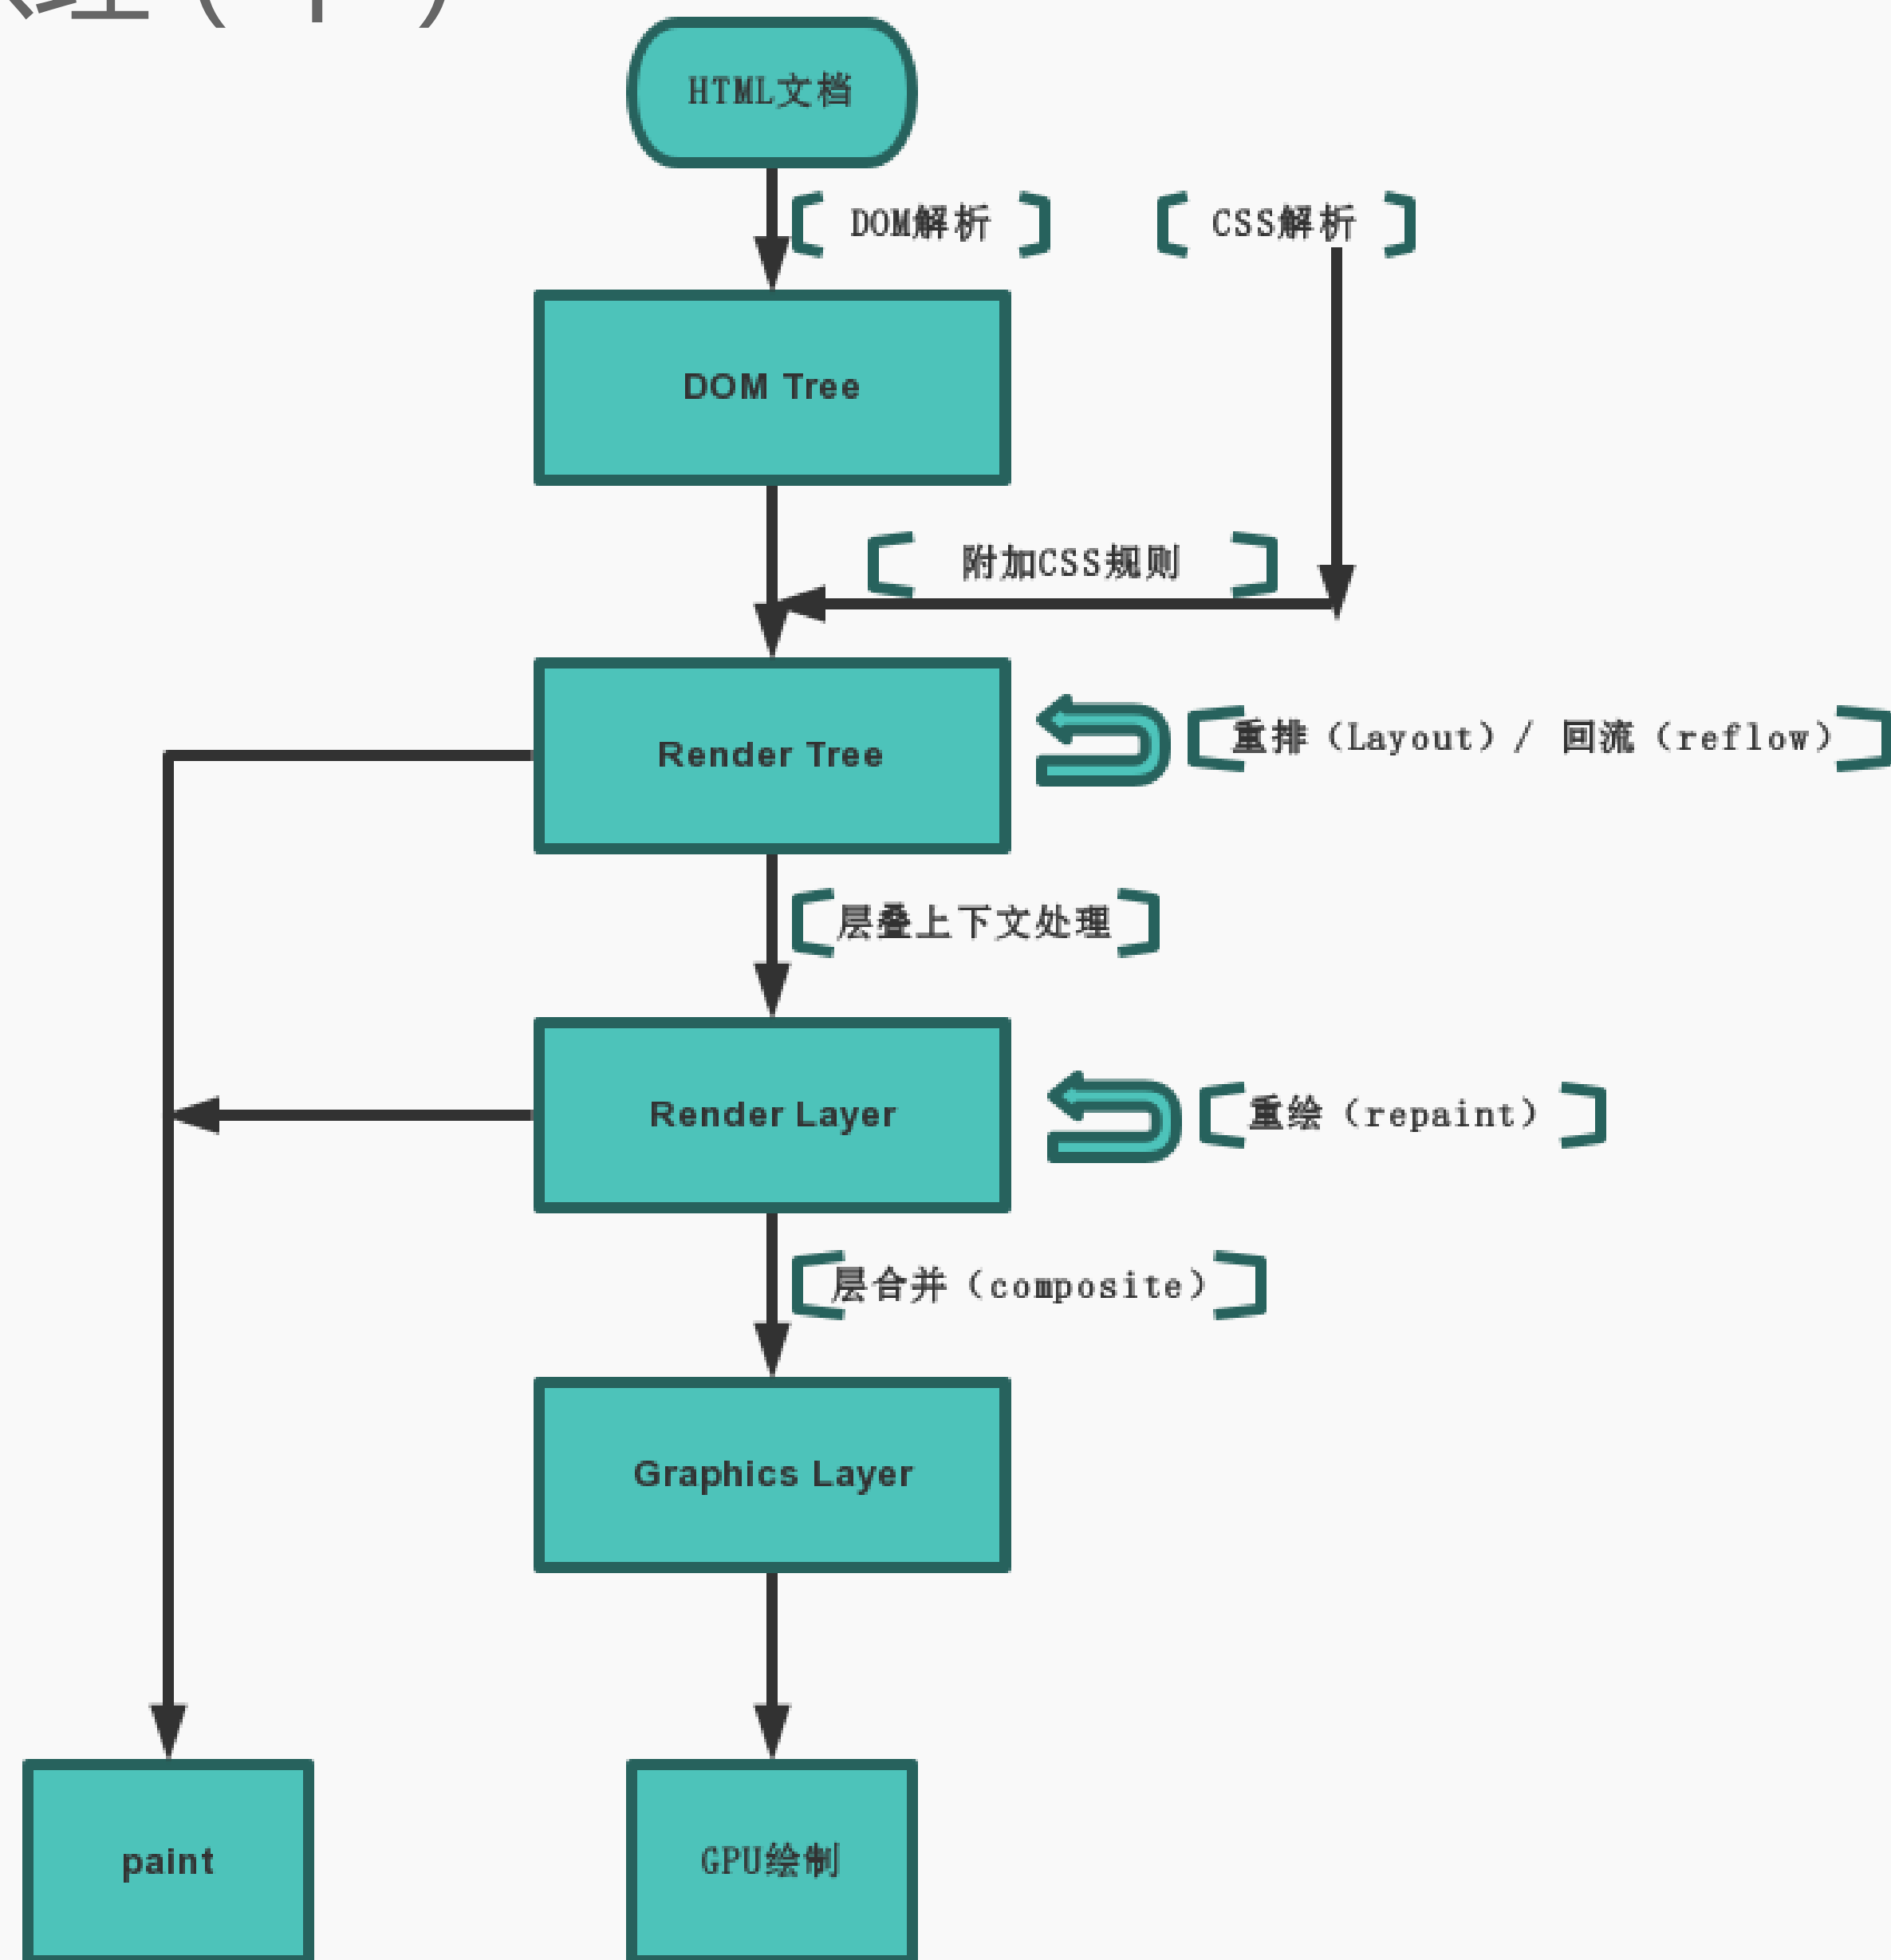 HTML文档
DOM解析
CSS解析
DOM Tree
附加CSS规则
Render Tree
重排（Layout）/ 回流（reflow）
层叠上下文处理
Render Layer
重绘（repaint）
层合并（composite）
Graphics Layer
paint
GPU绘制